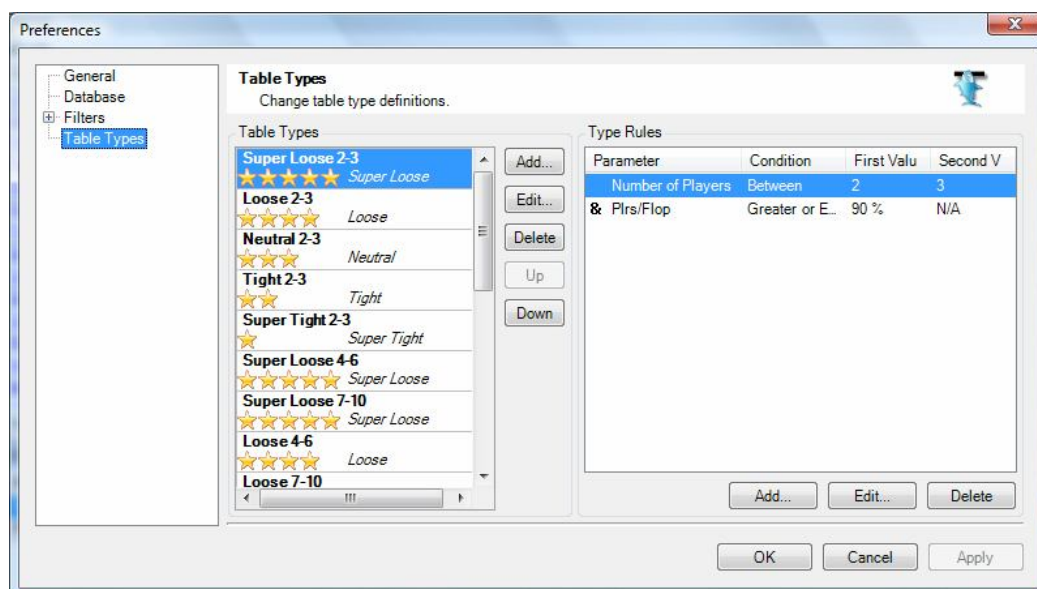 Preferences
General
Database
Filters
Table Types
Table Types
Change table type definitions.
Table Types
Super Loose 2-3
Super Loose
Loose 2-3
Loose
Neutral 2-3
Neutral
Tight 2-3
Tight
Super Tight 2-3
Super Tight
Super Loose 4-6
Super Loose
Super Loose 7-10
Super Loose
Loose 4-6
Loose
Loose 7-10
Add...
Edit...
Delete
Up
Down
Type Rules
Parameter Condition First Valu Second V
Number of Players Between 2 3
& Plrs/Flop Greater or E... 90 % N/A
Add... Edit... Delete
OK Cancel Apply